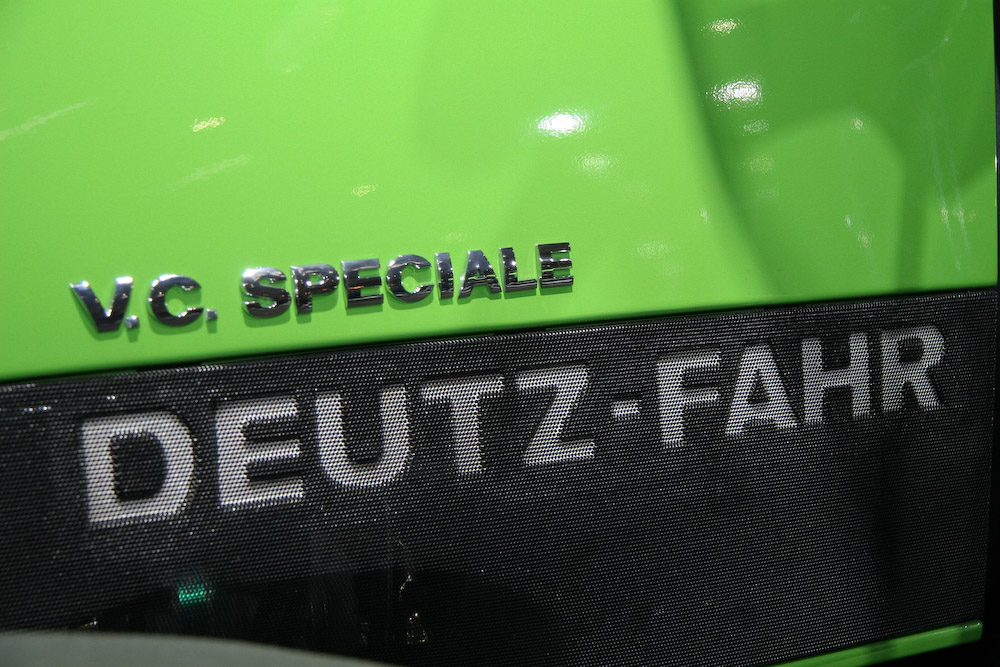 V.C. SPECIALE
DEUTZ-FAHR